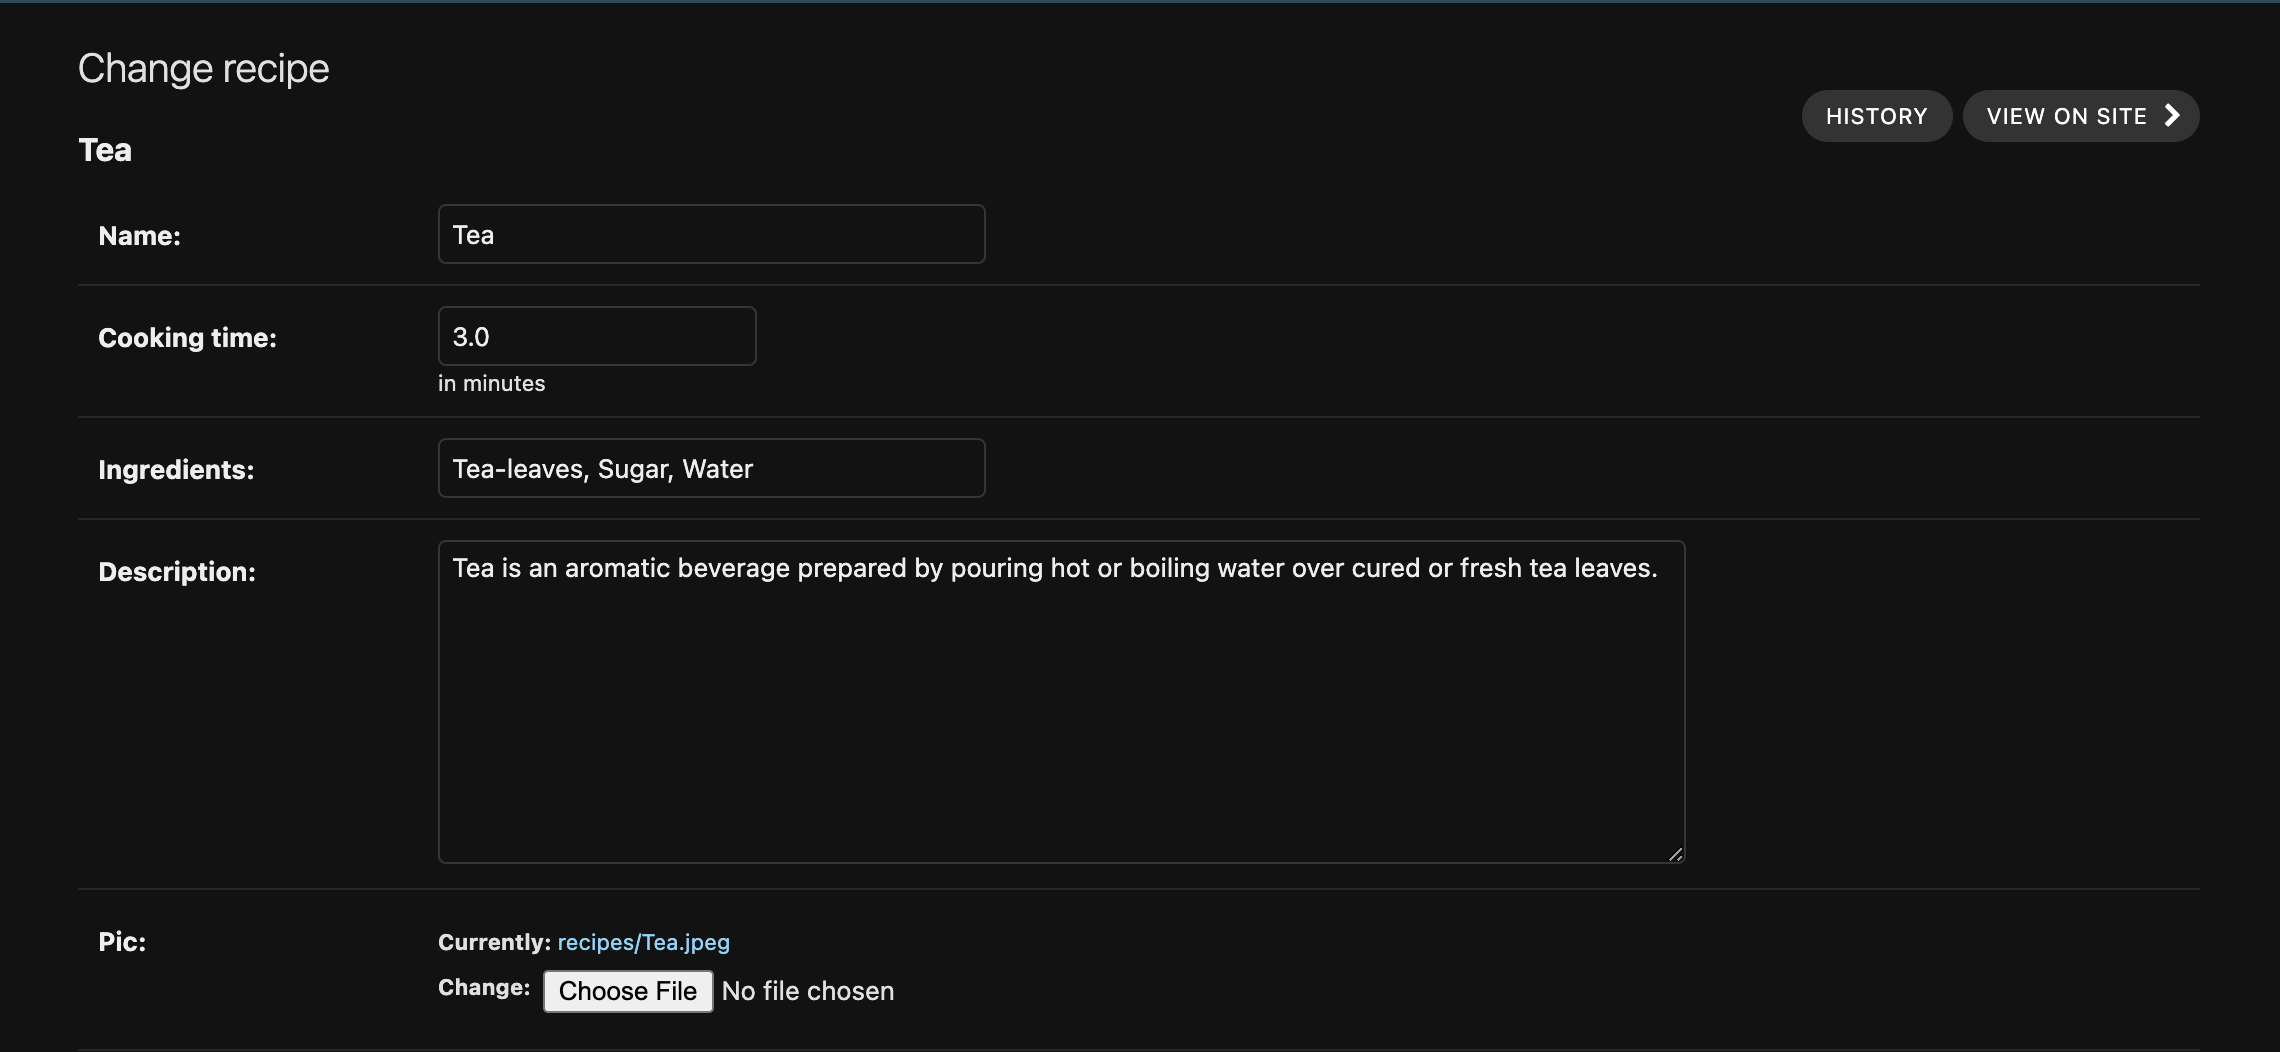 Change recipe
HISTORY
VIEW ON SITE
Tea
Name:
Tea
Cooking time:
3.0
in minutes
Ingredients:
Tea-leaves, Sugar, Water
Description:
Tea is an aromatic beverage prepared by pouring hot or boiling water over cured or fresh tea leaves.
Pic:
Currently: recipes/Tea.jpeg
Change: Choose File No file chosen